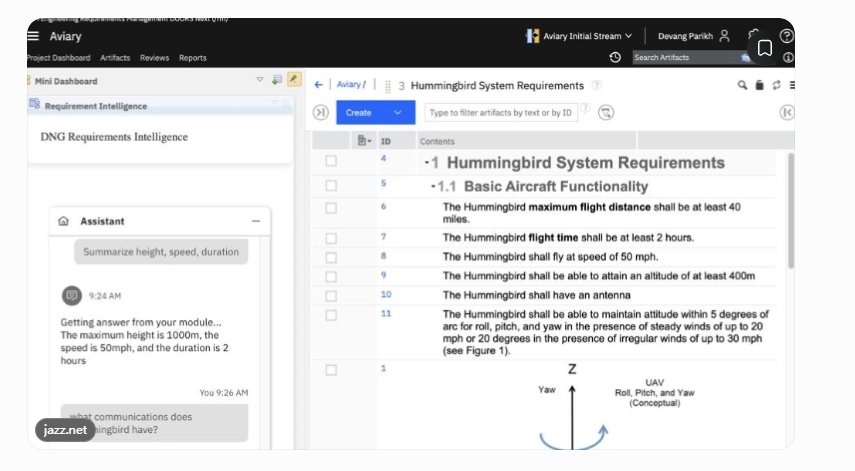 Engineering Requirements Management DOORS Next (/rm)
Aviary
Aviary Initial Stream
Devang Parikh
Project Dashboard Artifacts Reviews Reports
Search Artifacts
Mini Dashboard
Requirement Intelligence
DNG Requirements Intelligence
Assistant
Summarize height, speed, duration
9:24 AM
Getting answer from your module...
The maximum height is 1000m, the
speed is 50mph, and the duration is 2
hours
You 9:26 AM
what communications does
ingbird have?
jazz.net
Aviary / 3 Hummingbird System Requirements
Create
Type to filter artifacts by text or by ID
ID Contents
4 1 Hummingbird System Requirements
5 1.1 Basic Aircraft Functionality
6 The Hummingbird maximum flight distance shall be at least 40
miles.
7 The Hummingbird flight time shall be at least 2 hours.
8 The Hummingbird shall fly at speed of 50 mph.
9 The Hummingbird shall be able to attain an altitude of at least 400m
10 The Hummingbird shall have an antenna
11 The Hummingbird shall be able to maintain attitude within 5 degrees of
arc for roll, pitch, and yaw in the presence of steady winds of up to 20
mph or 20 degrees in the presence of irregular winds of up to 30 mph
(see Figure 1).
1
Z
Yaw
UAV
Roll, Pitch, and Yaw
(Conceptual)